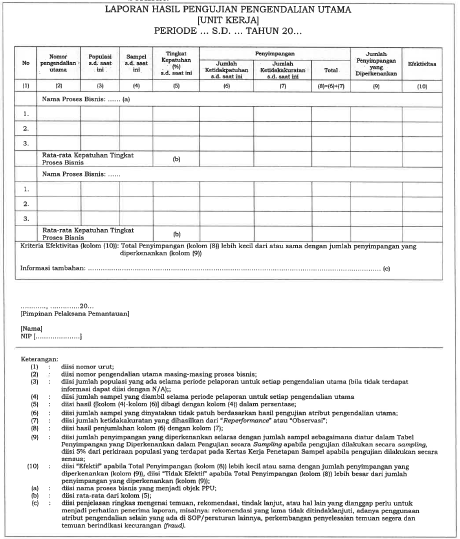 LAPORAN HASIL PENGUJIAN PENGENDALIAN UTAMA
[UNIT KERJA]
PERIODE ... S.D. ... TAHUN 20...
No
Nomor pengendalian utama
Populasi s.d. saat ini
Sampel s.d. saat ini
Tingkat Kepatuhan (%) s.d. saat ini
Penyimpangan
Jumlah Ketidakpatuhan s.d. saat ini
Jumlah Ketidakakuratan s.d. saat ini
Total
Jumlah Penyimpangan yang Diperkenankan
Efektivitas
(1) (2) (3) (4) (5) (6) (7) (8)=(6)+(7) (9) (10)
Nama Proses Bisnis: ...... (a)
1.
2.
3.
Rata-rata Kepatuhan Tingkat Proses Bisnis (b)
Nama Proses Bisnis: ......
1.
2.
3.
Rata-rata Kepatuhan Tingkat Proses Bisnis (b)
Kriteria Efektivitas (kolom (10)): Total Penyimpangan (kolom (8)) lebih kecil dari atau sama dengan jumlah penyimpangan yang
diperkenankan (kolom (9))
Informasi tambahan: ...... (c)
............, ..............20...
[Pimpinan Pelaksana Pemantauan]
[Nama]
NIP [......................]
Keterangan:
(1) : diisi nomor urut;
(2) : diisi nomor pengendalian utama masing-masing proses bisnis;
(3) : diisi jumlah populasi yang ada selama periode pelaporan untuk setiap pengendalian utama (bila tidak terdapat
informasi dapat diisi dengan N/A);;
(4) : diisi jumlah sampel yang diambil selama periode pelaporan untuk setiap pengendalian utama
(5) : diisi hasil ([kolom (4)-kolom (6)] dibagi dengan kolom (4)) dalam persentase;
(6) : diisi jumlah sampel yang dinyatakan tidak patuh berdasarkan hasil pengujian atribut pengendalian utama;
(7) : diisi jumlah ketidakakuratan yang dihasilkan dari "Reperformance" atau "Observasi";
(8) : diisi hasil penjumlahan kolom (6) dengan kolom (7);
(9) : diisi jumlah penyimpangan yang diperkenankan selaras dengan jumlah sampel sebagaimana diatur dalam Tabel
Penyimpangan yang Diperkenankan dalam Pengujian secara Sampling apabila pengujian dilakukan secara sampling,
diisi 5% dari perkiraan populasi yang terdapat pada Kertas Kerja Penetapan Sampel apabila pengujian dilakukan secara
sensus;
(10) : diisi "Efektif" apabila Total Penyimpangan (kolom (8)) lebih kecil atau sama dengan jumlah penyimpangan yang
diperkenankan (kolom (9)), diisi "Tidak Efektif" apabila Total Penyimpangan (kolom (8)) lebih besar dari jumlah
penyimpangan yang diperkenankan (kolom (9));
(a) : diisi nama proses bisnis yang menjadi objek PPU;
(b) : diisi rata-rata dari kolom (5);
(c) : diisi penjelasan ringkas mengenai temuan, rekomendasi, tindak lanjut, atau hal lain yang dianggap perlu untuk
menjadi perhatian penerima laporan, misalnya: rekomendasi yang lama tidak ditindaklanjuti, adanya penggunaan
atribut pengendalian selain yang ada di SOP/peraturan lainnya, perkembangan penyelesaian temuan segera dan
temuan berindikasi kecurangan (fraud).